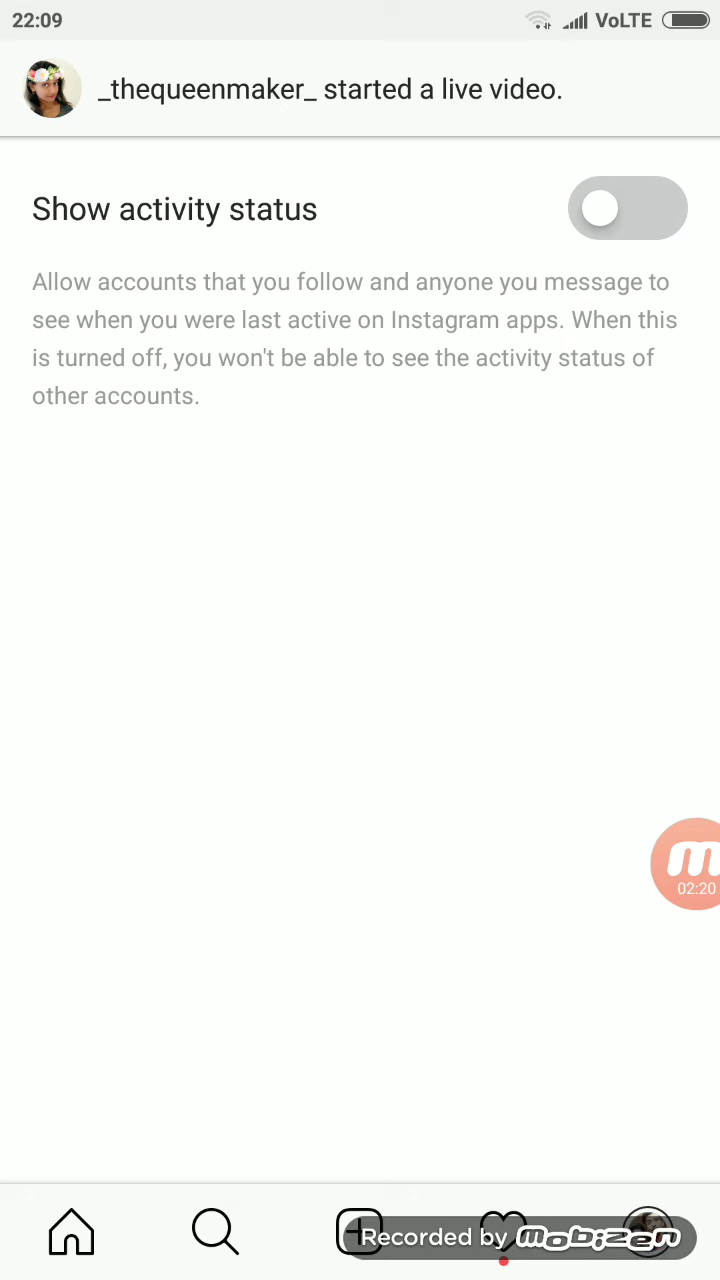 22:09 VoLTE
_thequeenmaker_ started a live video.
Show activity status
Allow accounts that you follow and anyone you message to
see when you were last active on Instagram apps. When this
is turned off, you won't be able to see the activity status of
other accounts.
m
02:20
Recorded by mobizen